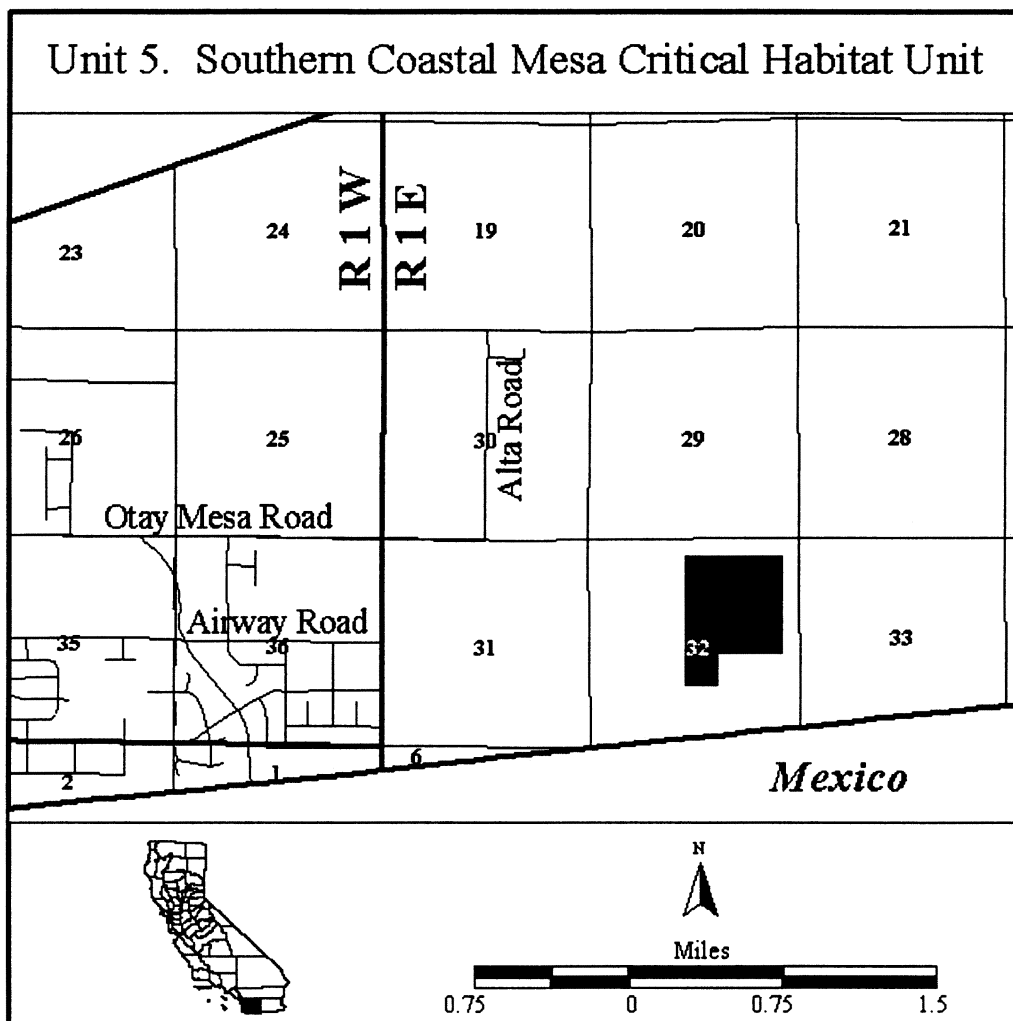 Unit 5. Southern Coastal Mesa Critical Habitat Unit
R 1 W
R 1 E
23
24
19
20
21
26
25
30
Alta Road
29
28
Otay Mesa Road
35
Airway Road
36
31
32
33
2
1
6
Mexico
N
Miles
0.75 0 0.75 1.5